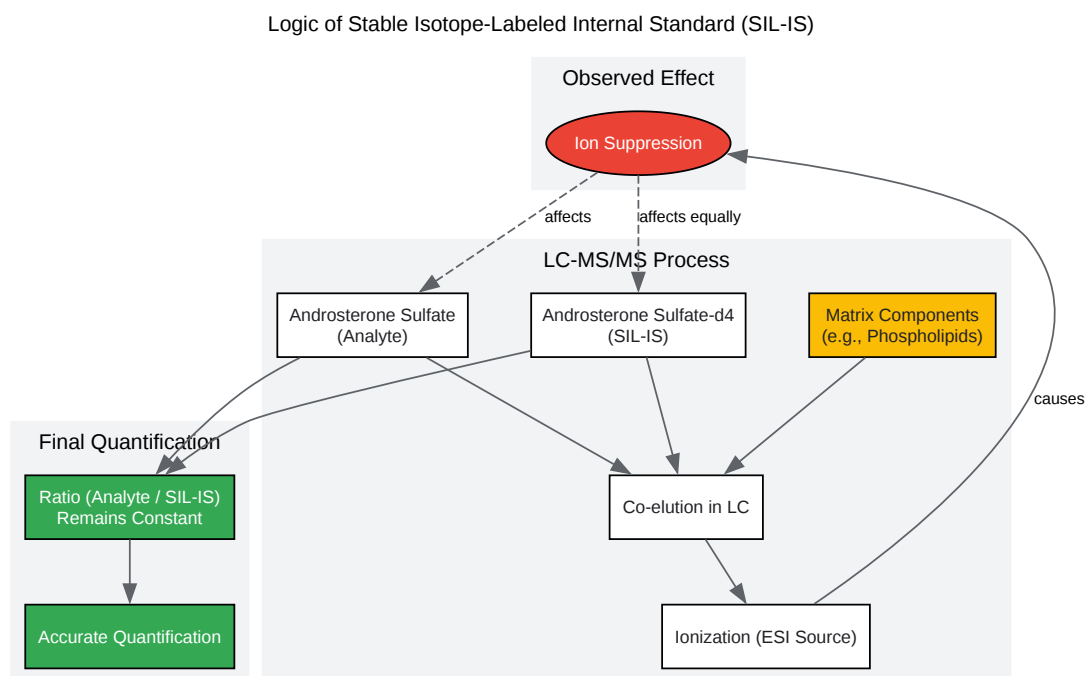 Logic of Stable Isotope-Labeled Internal Standard (SIL-IS)
Observed Effect
Ion Suppression
affects
affects equally
LC-MS/MS Process
Androsterone Sulfate
(Analyte)
Androsterone Sulfate-d4
(SIL-IS)
Matrix Components
(e.g., Phospholipids)
causes
Final Quantification
Ratio (Analyte / SIL-IS)
Remains Constant
Co-elution in LC
Accurate Quantification
Ionization (ESI Source)